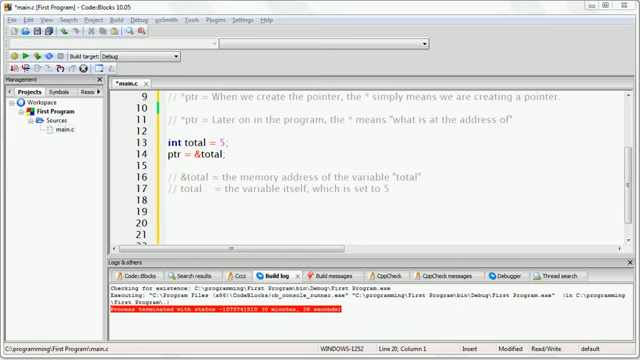 *main.c [First Program] - Code::Blocks 10.05
File Edit View Search Project Build Debug wxSmith Tools Plugins Settings Help
Build target: Debug
Management
Projects Symbols Resou
Workspace
First Program
Sources
main.c
*main.c
9 // *ptr = When we create the pointer, the * simply means we are creating a pointer.
10
11 // *ptr = Later on in the program, the * means "what is at the address of"
12
13 int total = 5;
14 ptr = &total;
15
16 // &total = the memory address of the variable "total"
17 // total = the variable itself, which is set to 5
18
19
20
21
22
Logs & others
Code::Blocks Search results Cccc Build log Build messages CppCheck CppCheck messages Debugger Thread search
Checking for existence: C:\programming\First Program\bin\Debug\First Program.exe
Executing: "C:\Program Files (x86)\CodeBlocks/cb_console_runner.exe" "C:\programming\First Program\bin\Debug\First Program.exe" (in C:\programming
\First Program\.)
Process terminated with status -1073741510 (0 minutes, 28 seconds)
C:\programming\First Program\main.c WINDOWS-1252 Line 20, Column 1 Insert Modified Read/Write default